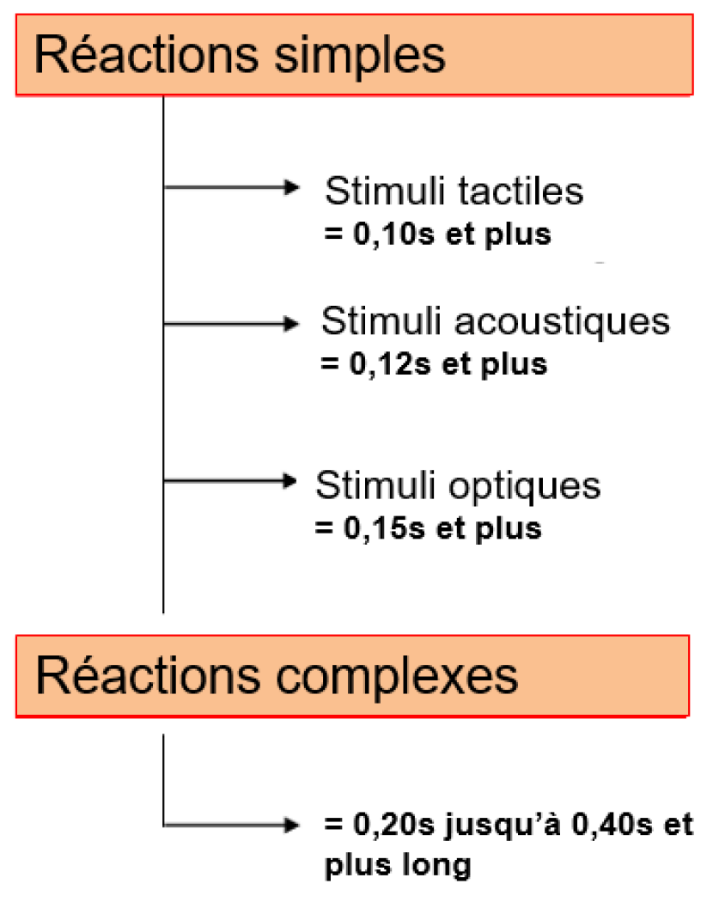 Réactions simples
Stimuli tactiles
= 0,10s et plus
Stimuli acoustiques
= 0,12s et plus
Stimuli optiques
= 0,15s et plus
Réactions complexes
= 0,20s jusqu’à 0,40s et
plus long